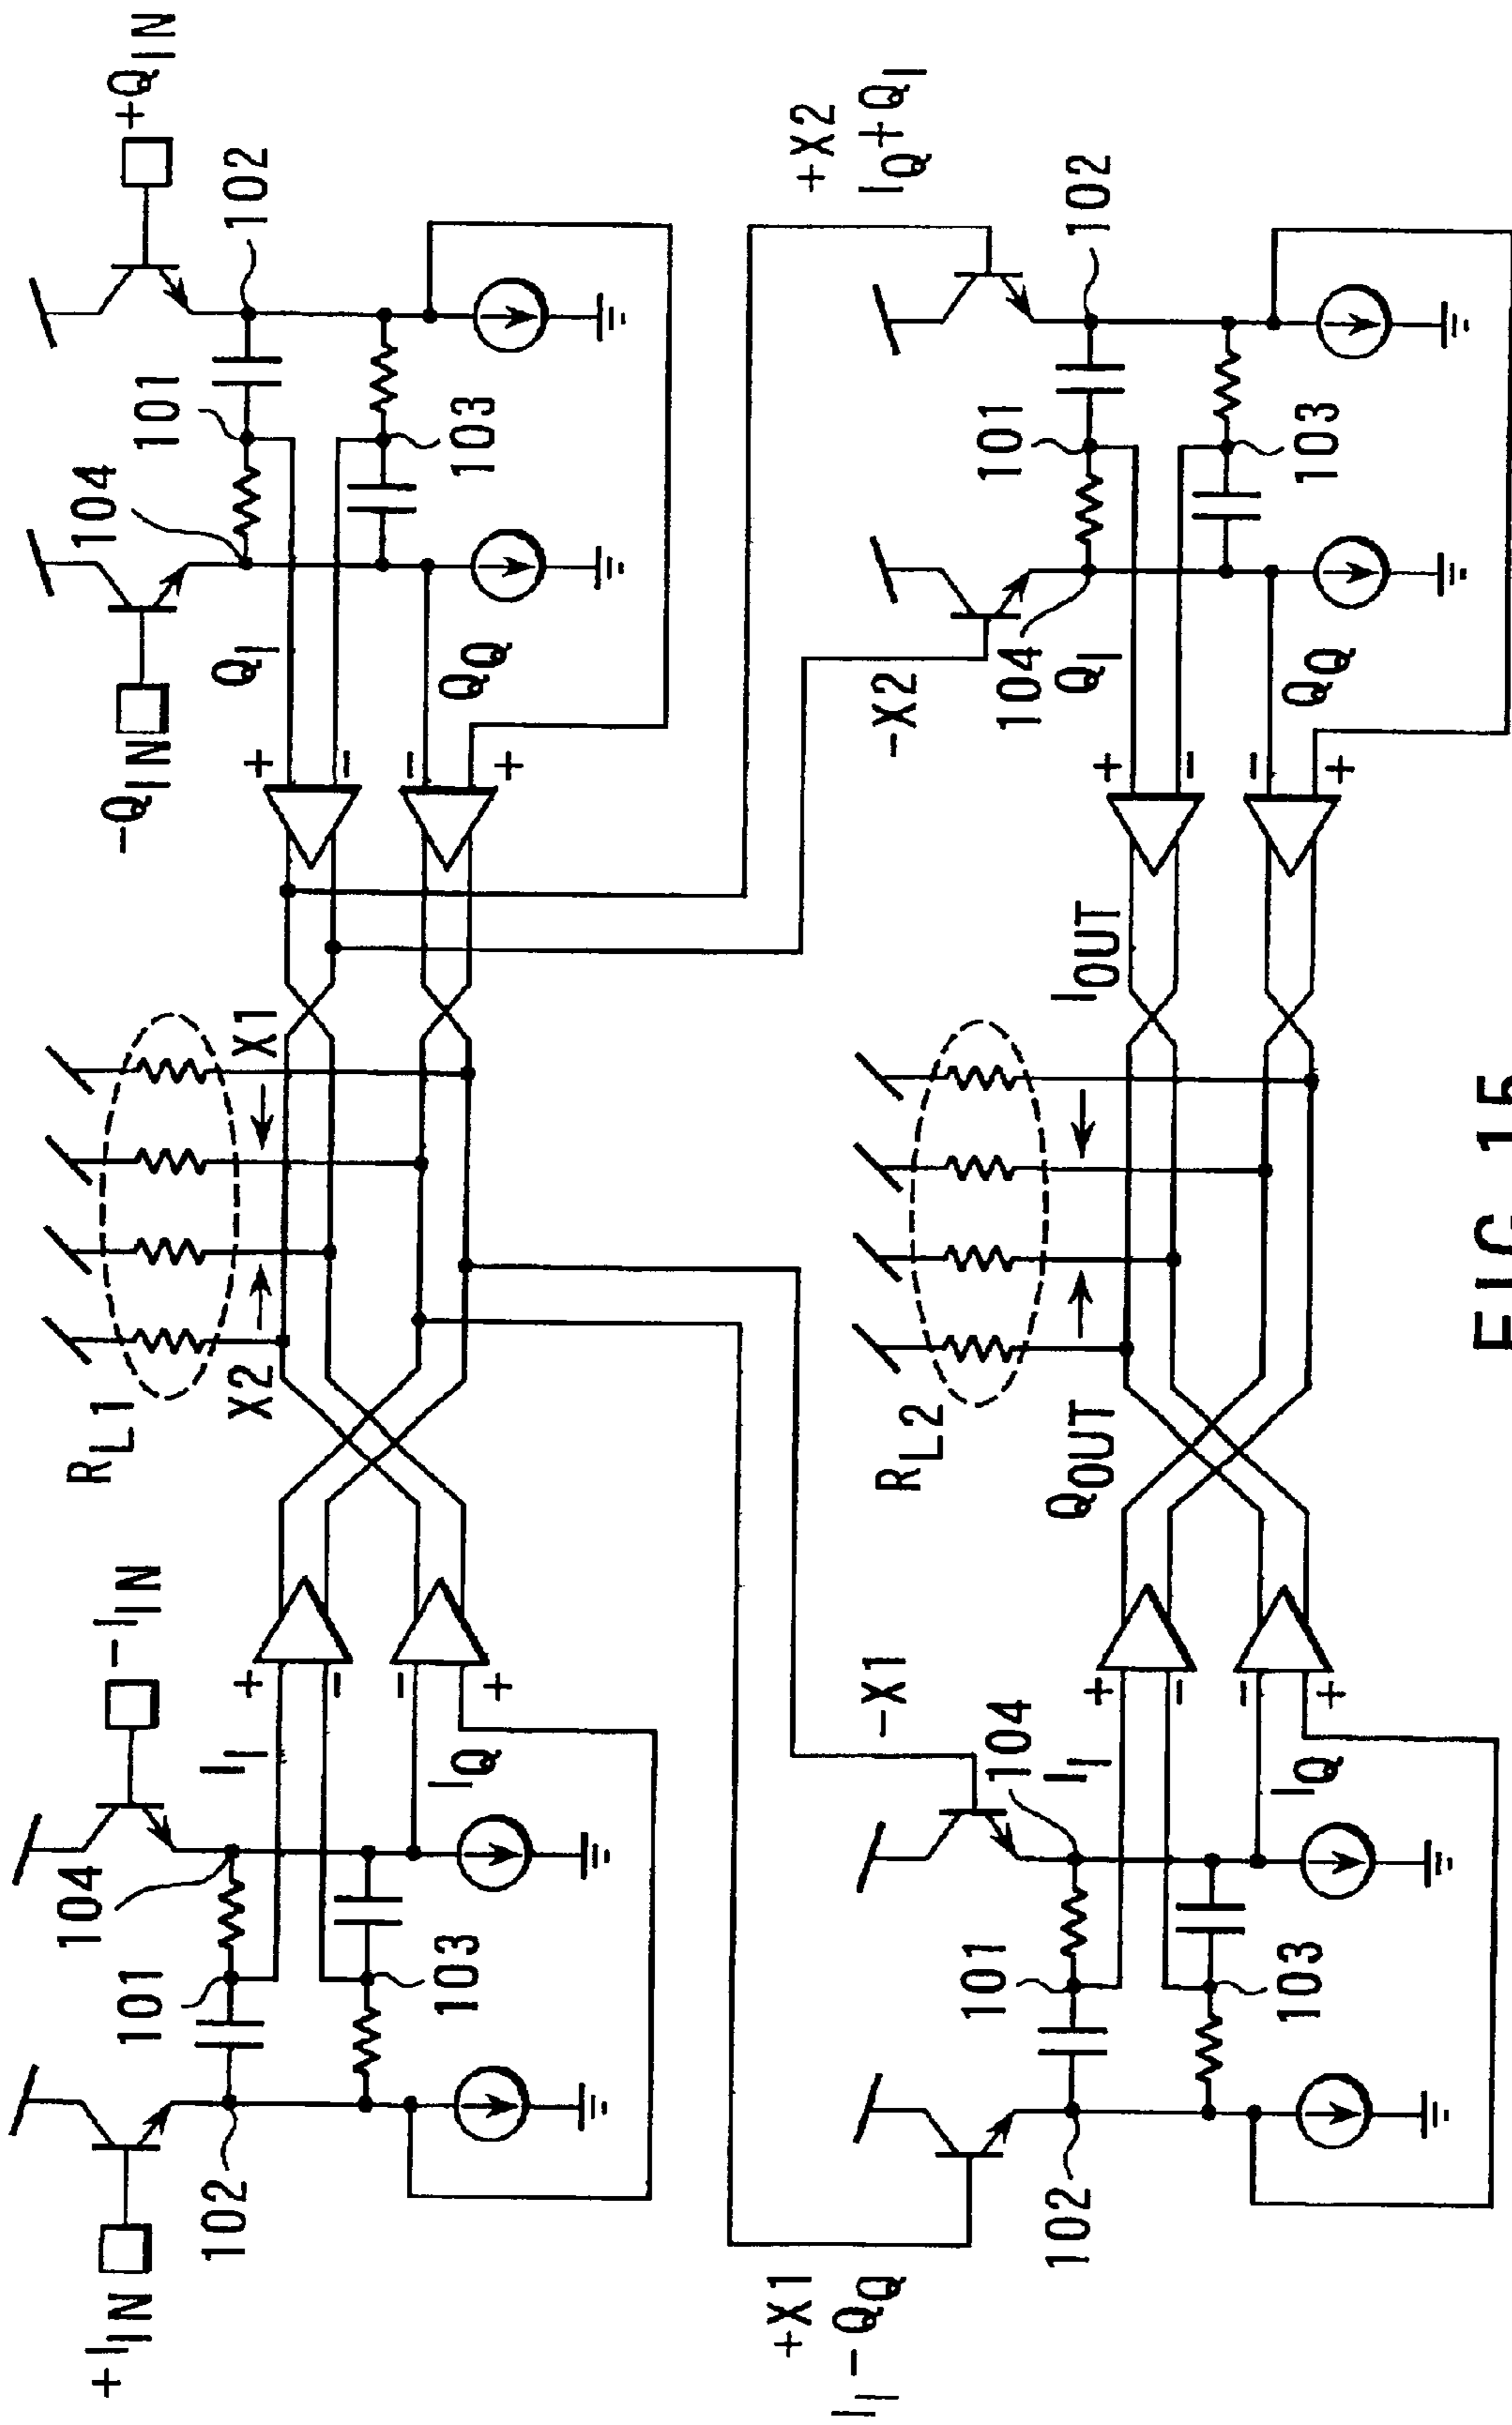 +I_IN
-I_IN
-Q_IN
+Q_IN
102
101
104
103
I_I
I_Q
R_L1
X2
X1
104
101
102
103
Q_I
Q_Q
+X1
I_I - Q_Q
-X1
-X2
+X2
I_Q + Q_I
102
101
104
103
I_I
I_Q
R_L2
Q_OUT
I_OUT
104
101
102
103
Q_I
Q_Q
+
-
-
+
+
-
-
+
+
-
-
+
+
-
-
+
FIG. 15